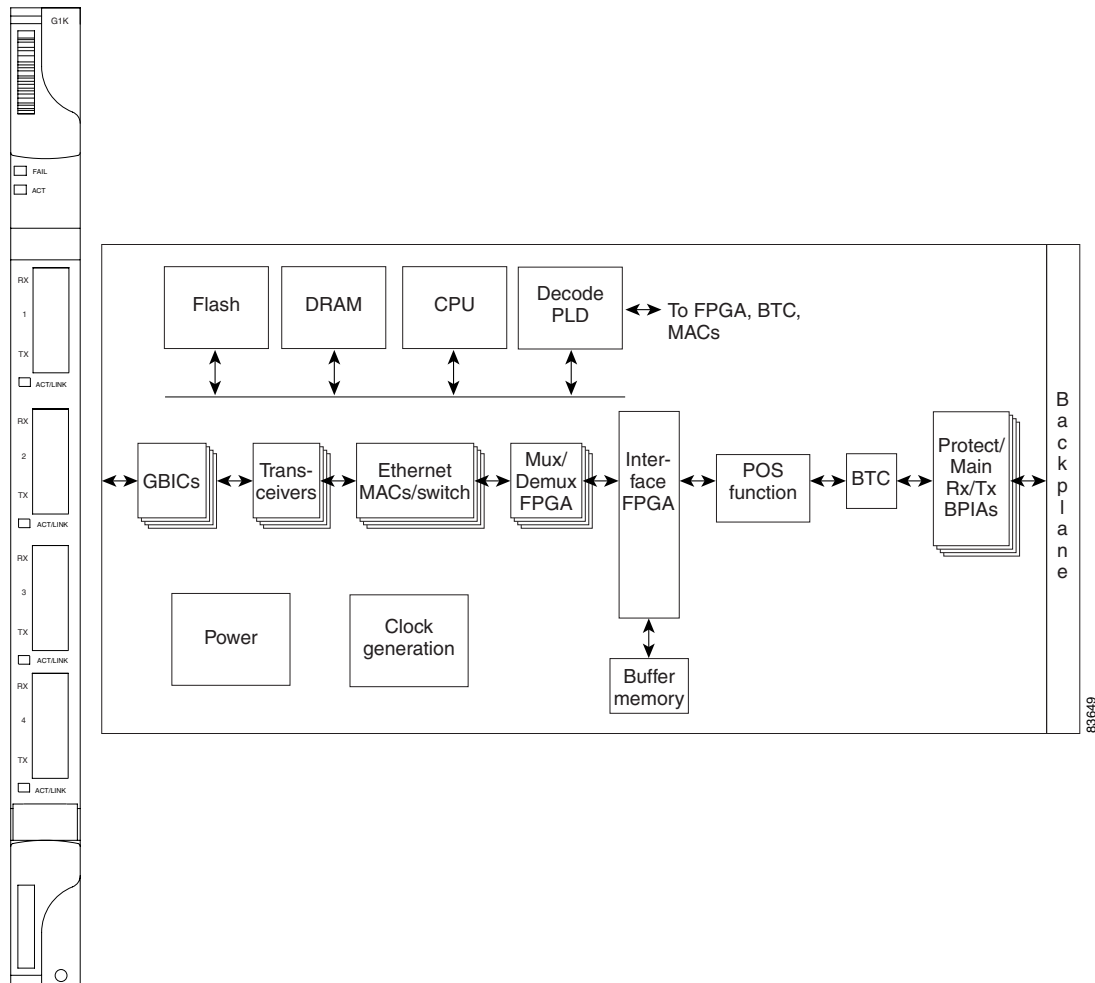 G1K
FAIL
ACT
RX
1
TX
ACT/LINK
RX
2
TX
ACT/LINK
RX
3
TX
ACT/LINK
RX
4
TX
ACT/LINK
Flash
DRAM
CPU
Decode
PLD
To FPGA, BTC,
MACs
GBICs
Trans-
ceivers
Ethernet
MACs/switch
Mux/
Demux
FPGA
Inter-
face
FPGA
POS
function
BTC
Protect/
Main
Rx/Tx
BPIAs
Backplane
Power
Clock
generation
Buffer
memory
83649